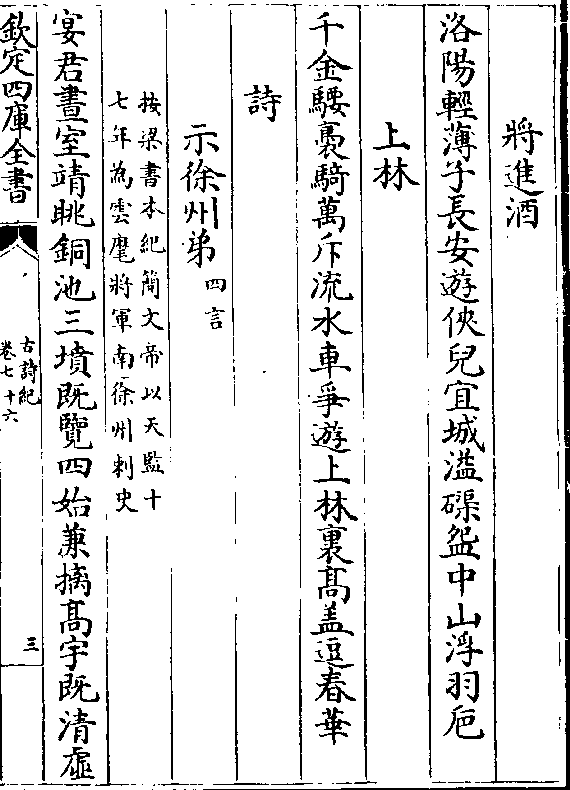 將進酒
洛陽輕薄子長安遊俠兒宜城溢磲盌中山浮羽巵
上林
千金騕褭騎萬斥流水車爭遊上林裏髙盖逗春華
詩
示徐州弟四言
按梁書本紀簡文帝以天監十
七年為雲麾將軍南徐州刺史
宴君晝室靖眺銅池三墳既覽四始兼摛髙宇既清虛
欽定四庫全書
古詩紀
卷七十六
三